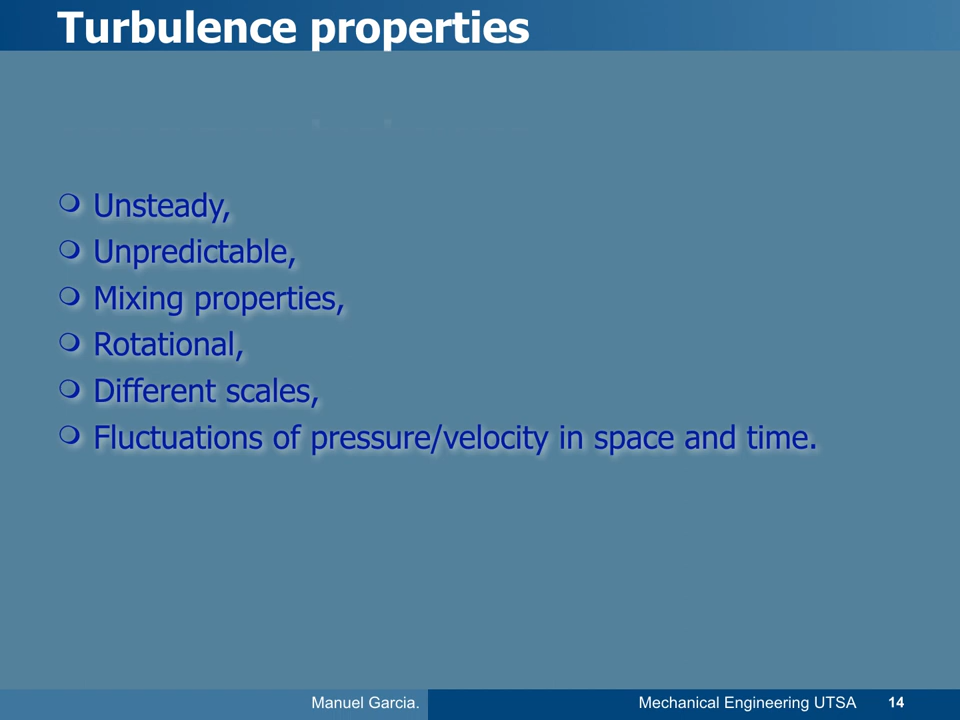 Turbulence properties
❍ Unsteady,
❍ Unpredictable,
❍ Mixing properties,
❍ Rotational,
❍ Different scales,
❍ Fluctuations of pressure/velocity in space and time.
Manuel Garcia. Mechanical Engineering UTSA 14